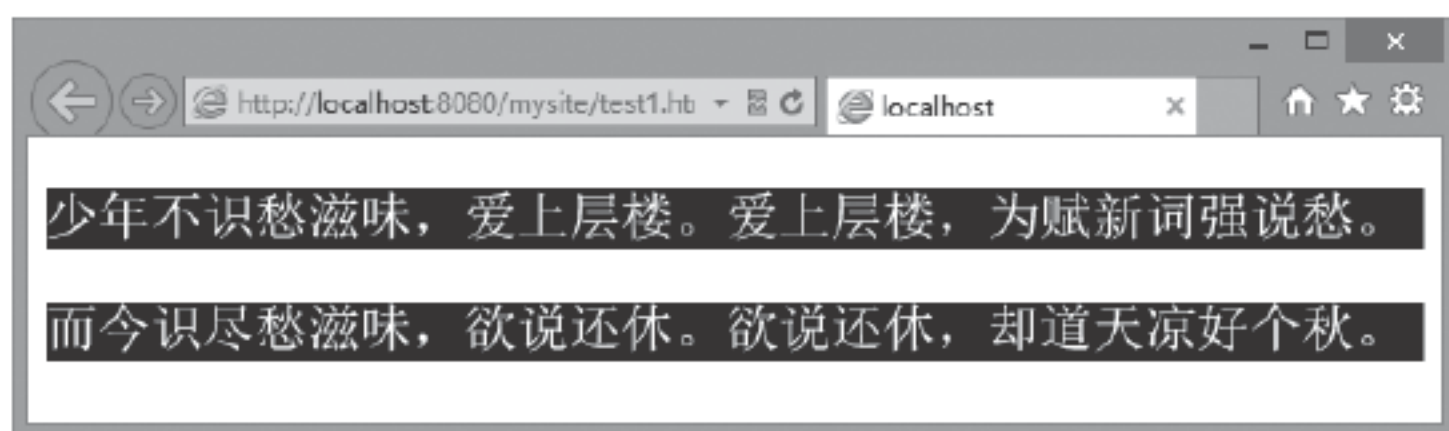 http://localhost:8080/mysite/test1.ht
localhost
少年不识愁滋味，爱上层楼。爱上层楼，为赋新词强说愁。
而今识尽愁滋味，欲说还休。欲说还休，却道天凉好个秋。